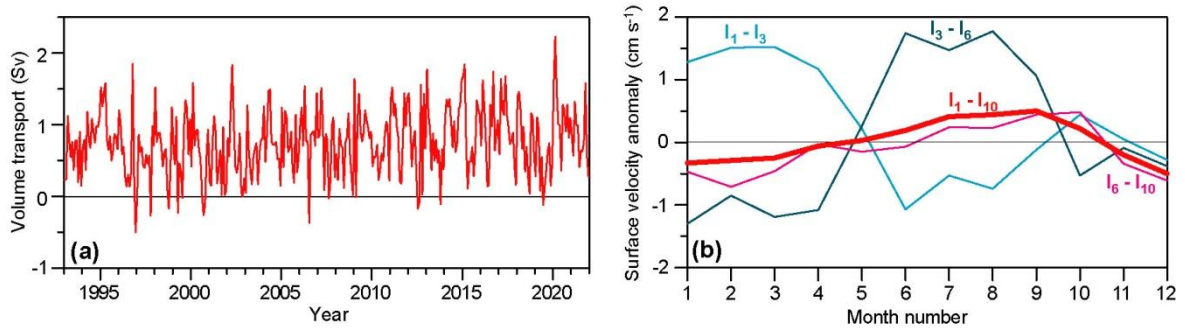 Volume transport (Sv)
2
1
0
-1
(a)
1995 2000 2005 2010 2015 2020
Year
Surface velocity anomaly (cm s⁻¹)
2
1
0
-1
-2
I₁ - I₃
I₃ - I₆
I₁ - I₁₀
I₆ - I₁₀
(b)
1 2 3 4 5 6 7 8 9 10 11 12
Month number